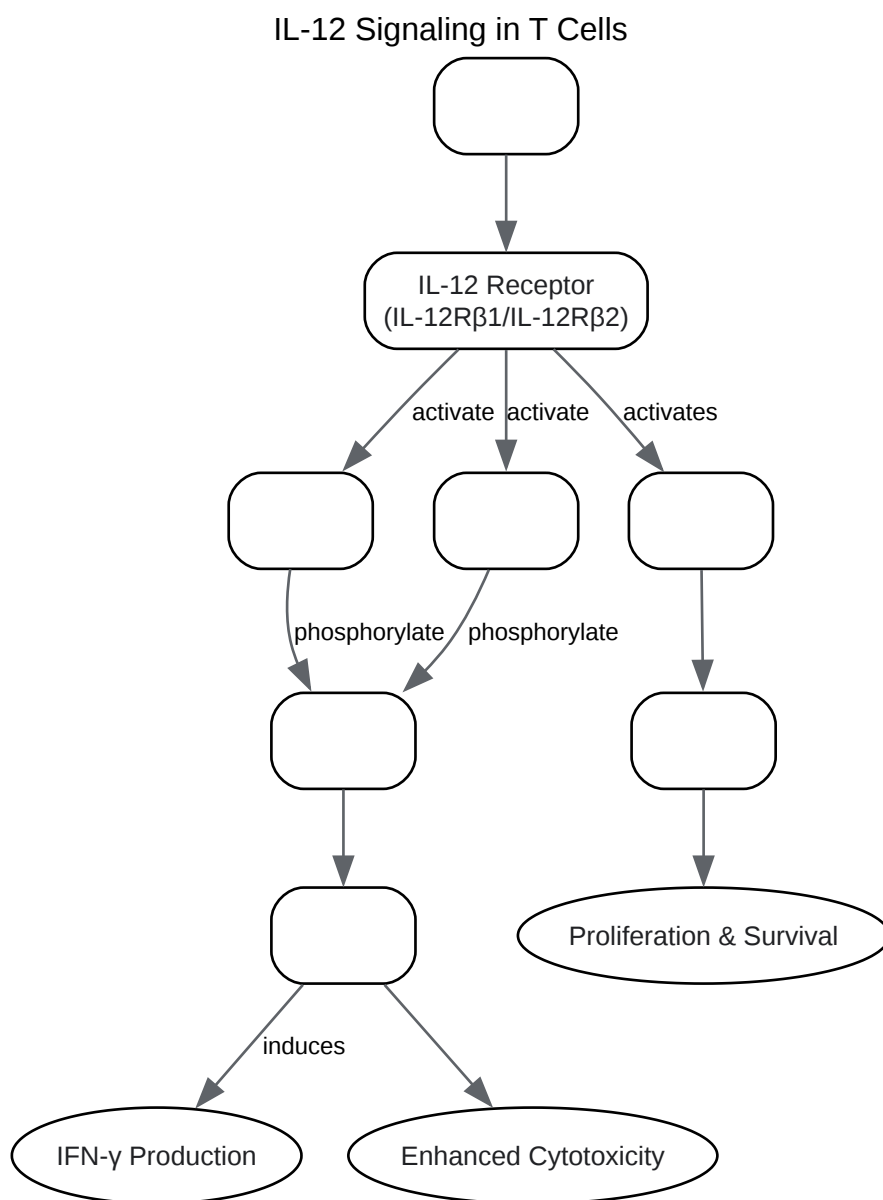 IL-12 Signaling in T Cells
IL-12 Receptor
(IL-12Rβ1/IL-12Rβ2)
activate
activate
activates
phosphorylate
phosphorylate
Proliferation & Survival
induces
IFN-γ Production
Enhanced Cytotoxicity